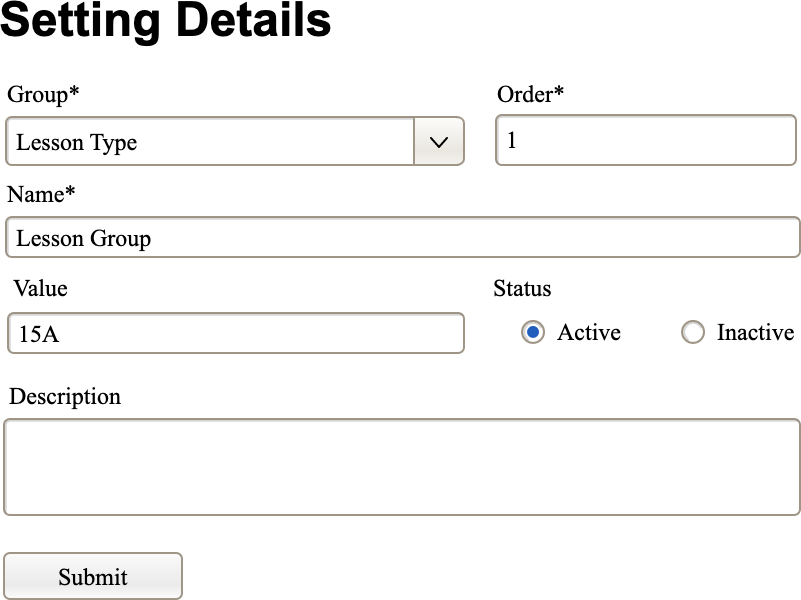 Setting Details
Group* Order*
Lesson Type 1
Name*
Lesson Group
Value Status
15A Active Inactive
Description
Submit